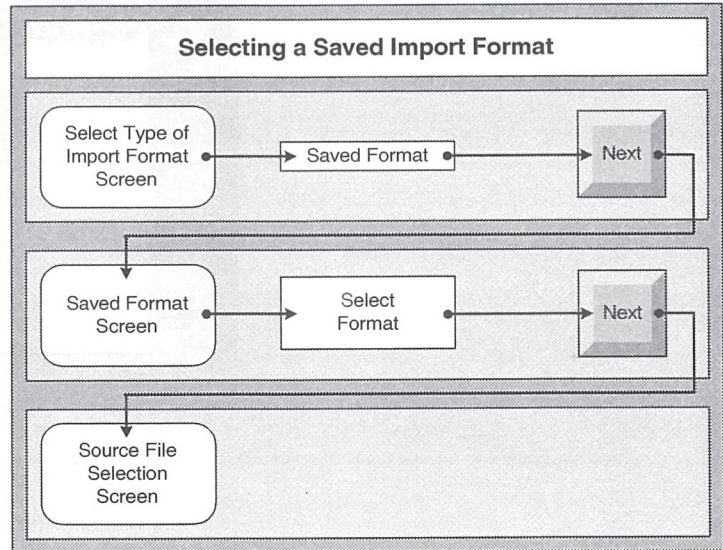 Selecting a Saved Import Format
Select Type of
Import Format
Screen
Saved Format
Next
Saved Format
Screen
Select
Format
Next
Source File
Selection
Screen